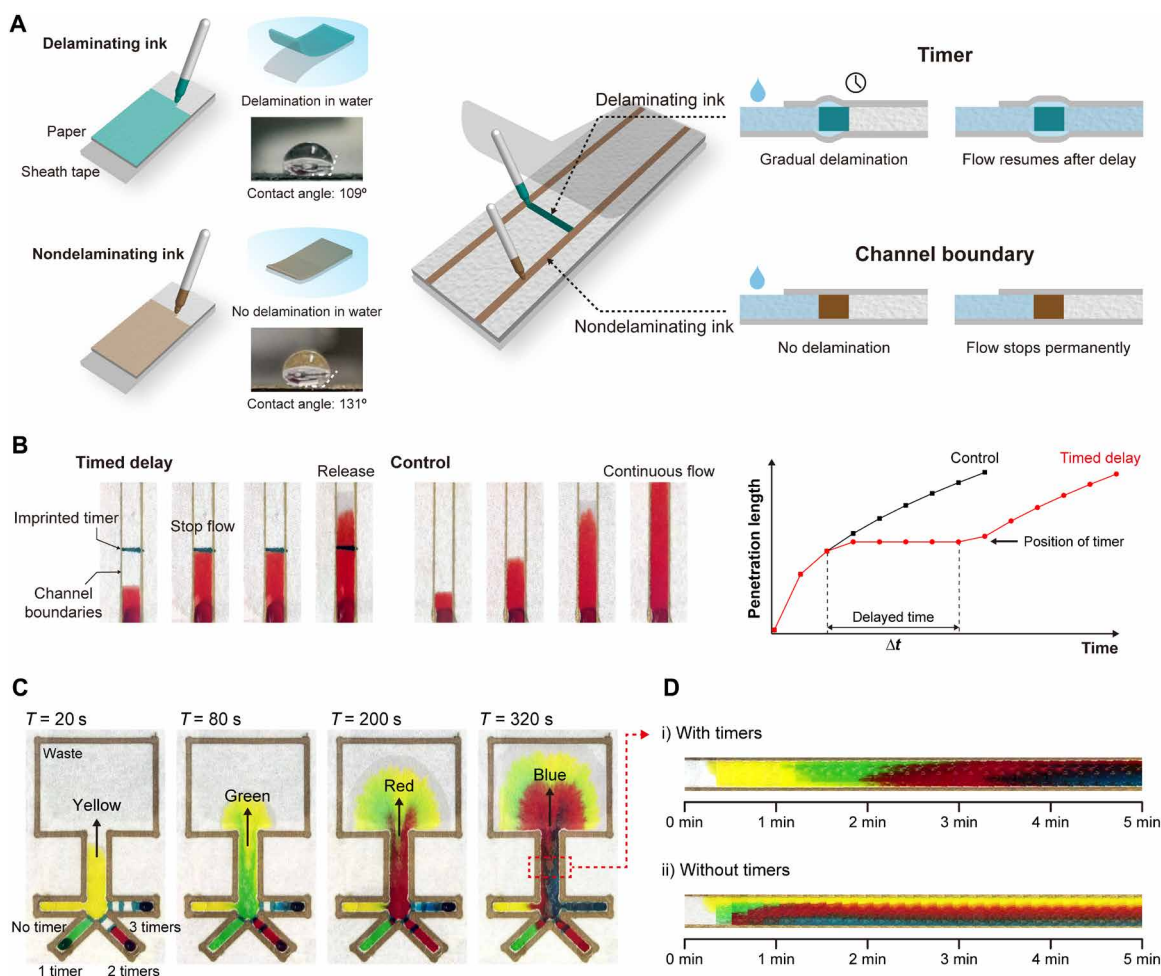 A
Delaminating ink
Paper
Sheath tape
Delamination in water
Contact angle: 109º
Nondelaminating ink
No delamination in water
Contact angle: 131º
Delaminating ink
Nondelaminating ink
Timer
Gradual delamination
Flow resumes after delay
Channel boundary
No delamination
Flow stops permanently
B
Timed delay
Imprinted timer
Channel
boundaries
Stop flow
Release
Control
Continuous flow
Penetration length
Control
Timed delay
Position of timer
Delayed time
Δt
Time
C
T = 20 s
Waste
Yellow
No timer
1 timer
2 timers
3 timers
T = 80 s
Green
T = 200 s
Red
T = 320 s
Blue
D
i) With timers
0 min 1 min 2 min 3 min 4 min 5 min
ii) Without timers
0 min 1 min 2 min 3 min 4 min 5 min